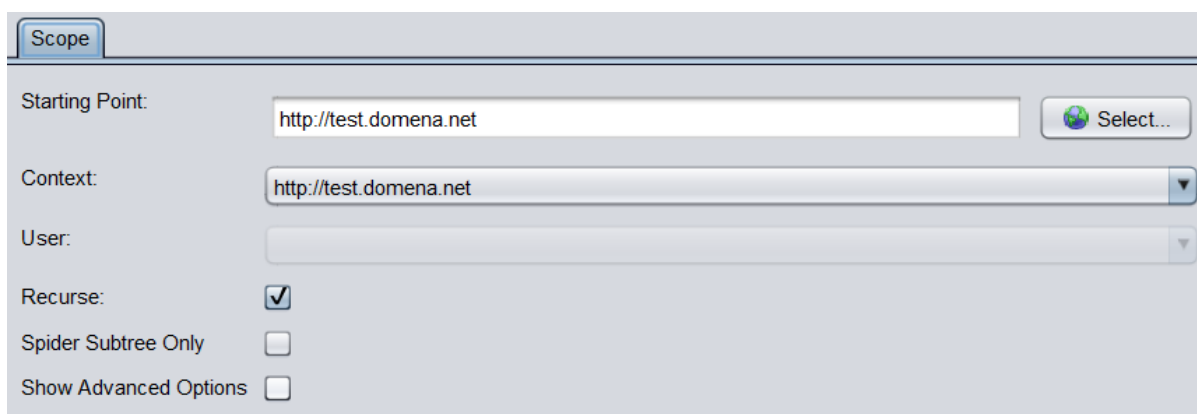 Scope
Starting Point:
http://test.domena.net
Select...
Context:
http://test.domena.net
User:
Recurse:
Spider Subtree Only
Show Advanced Options